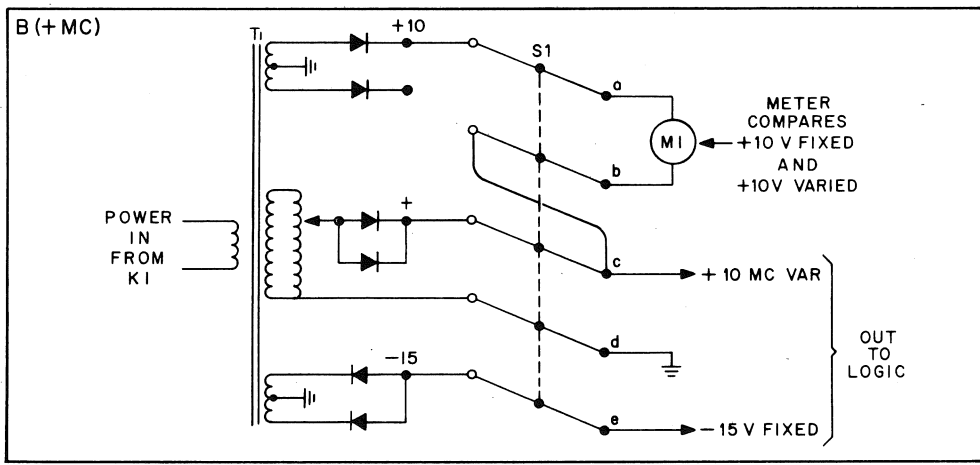 B (+ MC)
T1
+10
S1
a
METER
COMPARES
+10 V FIXED
AND
+10V VARIED
M1
b
POWER
IN
FROM
K1
+
c
+ 10 MC VAR
d
OUT
TO
LOGIC
-15
e
- 15 V FIXED